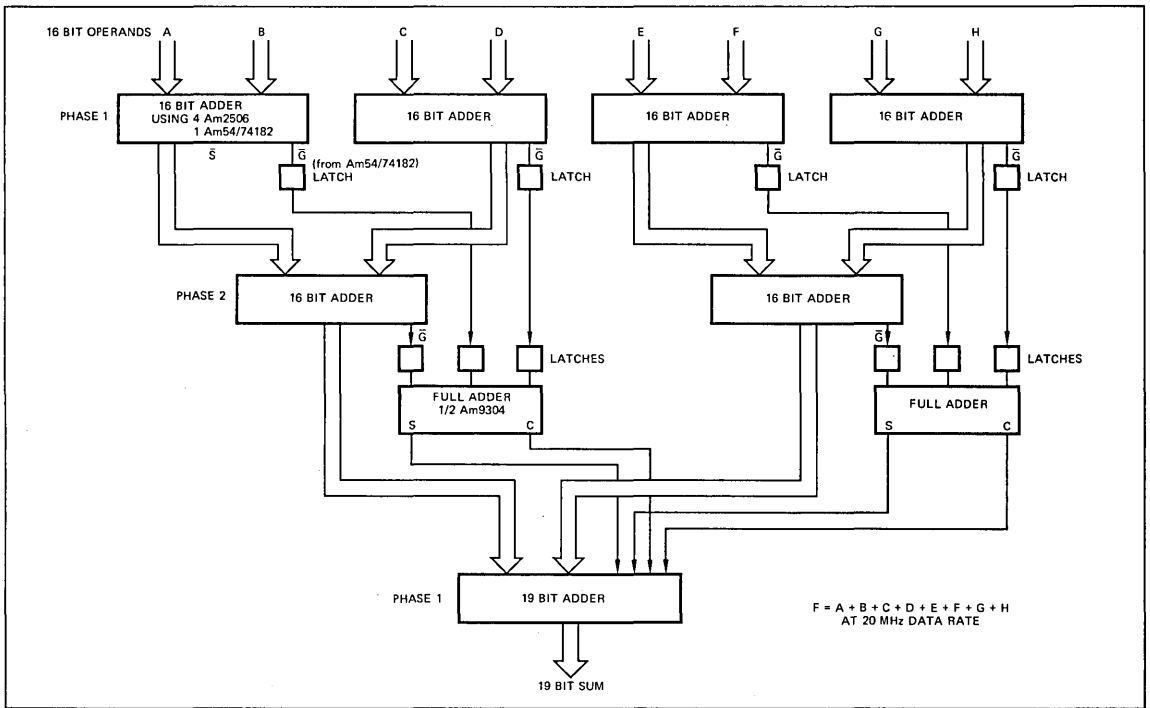 16 BIT OPERANDS A B C D E F G H
PHASE 1
16 BIT ADDER
USING 4 Am2506
1 Am54/74182
16 BIT ADDER
16 BIT ADDER
16 BIT ADDER
S̄
Ḡ
(from Am54/74182)
LATCH
Ḡ
LATCH
Ḡ
LATCH
Ḡ
LATCH
PHASE 2
16 BIT ADDER
16 BIT ADDER
Ḡ
LATCHES
Ḡ
LATCHES
FULL ADDER
1/2 Am9304
S C
FULL ADDER
S C
PHASE 1
19 BIT ADDER
F = A + B + C + D + E + F + G + H
AT 20 MHz DATA RATE
19 BIT SUM